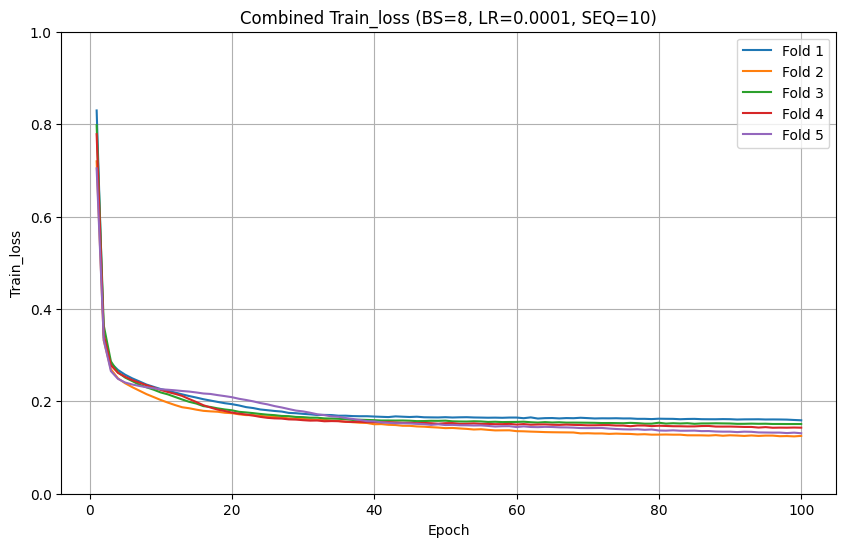 Combined Train_loss (BS=8, LR=0.0001, SEQ=10)
1.0
0.8
0.6
0.4
0.2
0.0
Train_loss
0 20 40 60 80 100
Epoch
Fold 1
Fold 2
Fold 3
Fold 4
Fold 5